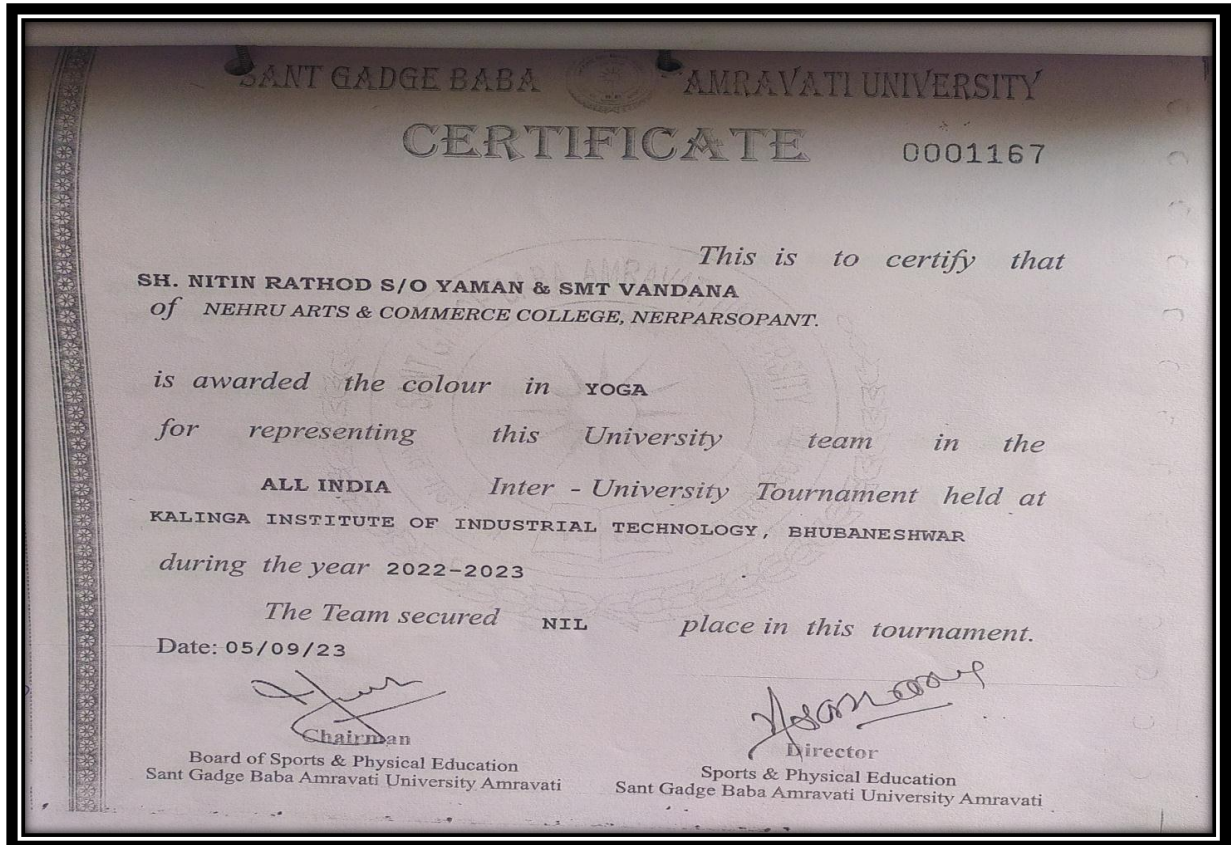 SANT GADGE BABA AMRAVATI UNIVERSITY
CERTIFICATE 0001167
This is to certify that
SH. NITIN RATHOD S/O YAMAN & SMT VANDANA
of NEHRU ARTS & COMMERCE COLLEGE, NERPARSOPANT.
is awarded the colour in YOGA
for representing this University team in the
ALL INDIA Inter - University Tournament held at
KALINGA INSTITUTE OF INDUSTRIAL TECHNOLOGY, BHUBANESHWAR
during the year 2022-2023
The Team secured NIL place in this tournament.
Date: 05/09/23
Chairman
Board of Sports & Physical Education
Sant Gadge Baba Amravati University Amravati
Director
Sports & Physical Education
Sant Gadge Baba Amravati University Amravati